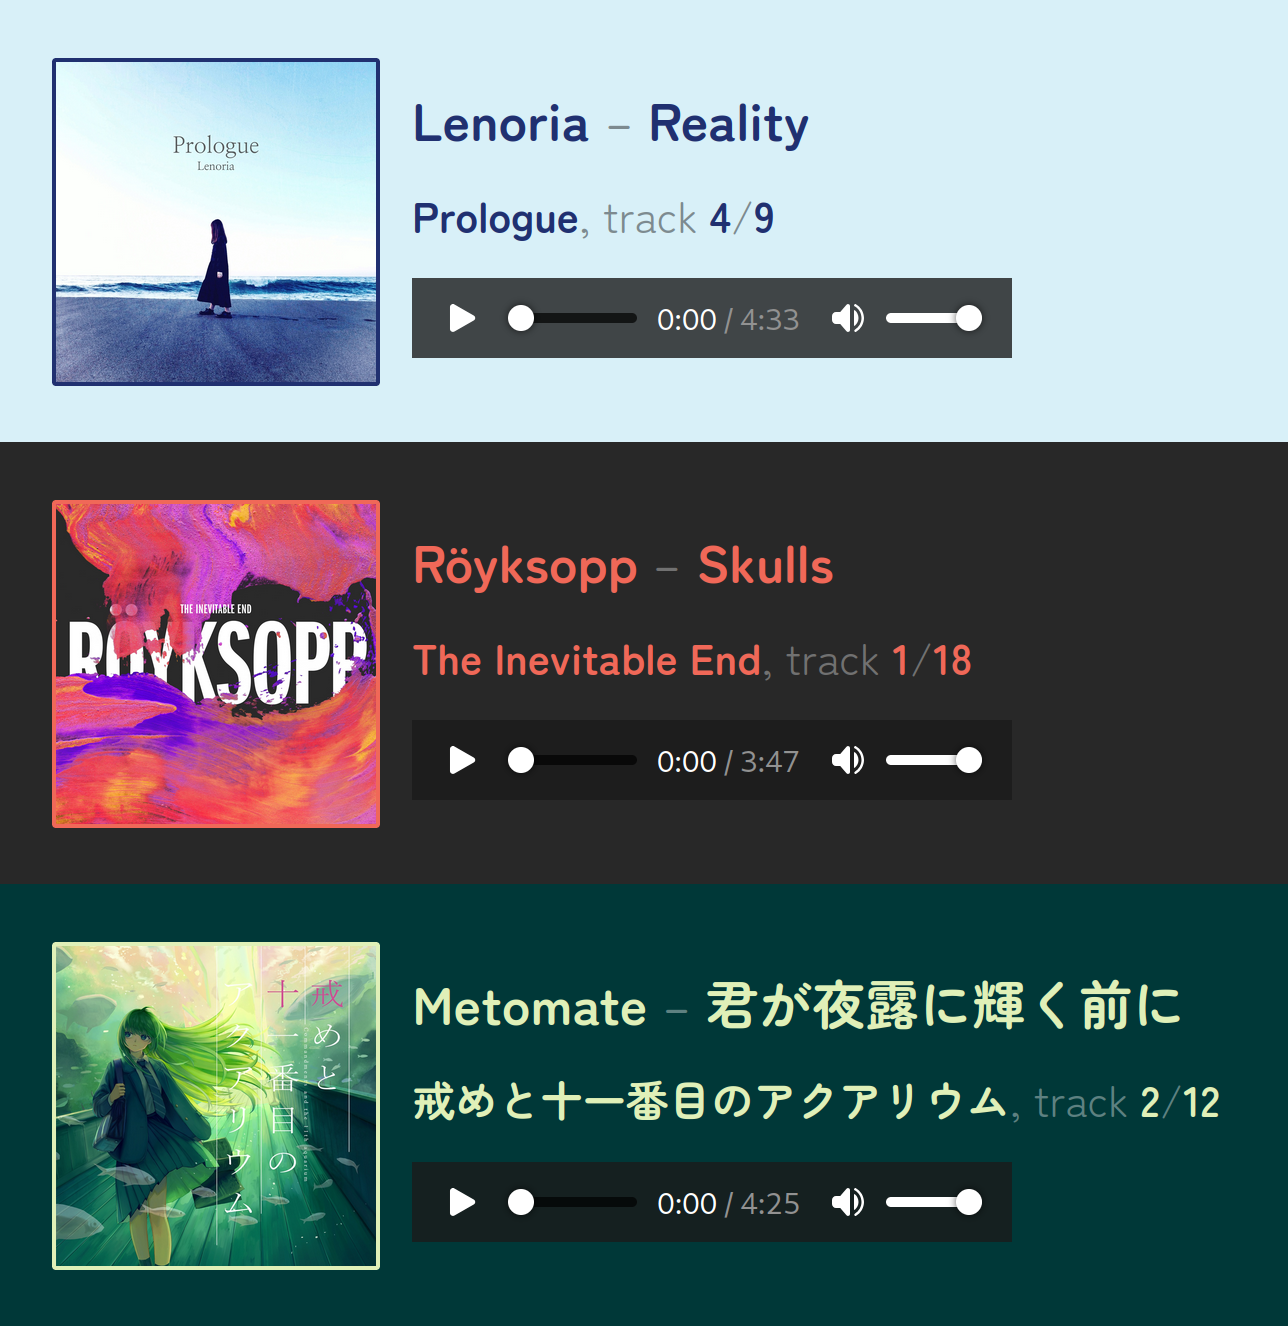 Prologue
Lenoria
Lenoria – Reality
Prologue, track 4/9
0:00 / 4:33
THE INEVITABLE END
RÖYKSOPP
Röyksopp – Skulls
The Inevitable End, track 1/18
0:00 / 3:47
戒めと
十一番目の
アクアリウム
Metomate – 君が夜露に輝く前に
戒めと十一番目のアクアリウム, track 2/12
0:00 / 4:25